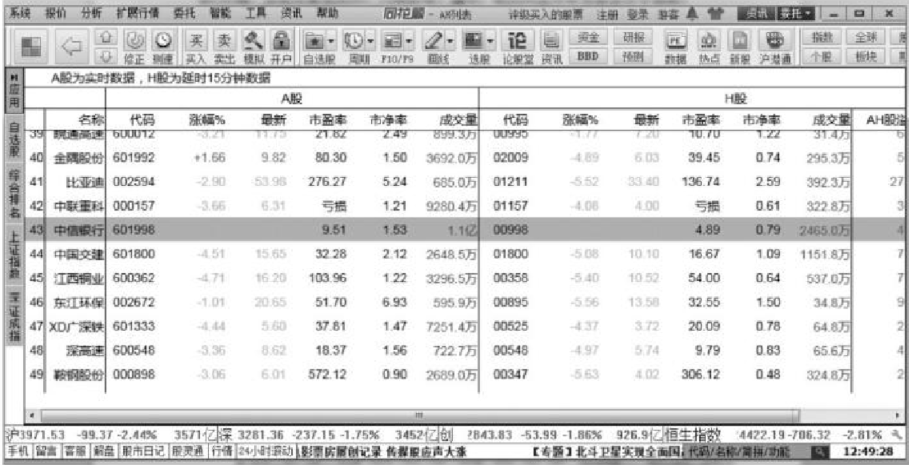 系统 报价 分析 扩展行情 委托 智能 工具 资讯 帮助 同花顺 - AH列表 详级买入的股票 注册 登录 游客 资讯 委托
修正 测速 买入 卖出 模拟 开户 自选股 周期 F10/F9 画线 选股 论股堂 资讯 资金 BBD 研报 预测 数据 热点 新股 沪港通 指数 个股 全球 板块
A股为实时数据，H股为延时15分钟数据
A股 H股
名称 代码 涨幅% 最新 市盈率 市净率 成交量 代码 涨幅% 最新 市盈率 市净率 成交量 AH股溢
39 皖通高速 600012 -3.21 11.75 21.62 2.49 899.3万 00995 -1.77 7.20 10.70 1.22 31.4万 6
40 金隅股份 601992 +1.66 9.82 80.30 1.50 3692.0万 02009 -4.89 6.03 39.45 0.74 295.3万 5
41 比亚迪 002594 -2.90 53.98 276.27 5.24 685.0万 01211 -5.52 33.40 136.74 2.59 392.3万 27
42 中联重科 000157 -3.66 6.31 亏损 1.21 9280.4万 01157 -4.08 4.00 亏损 0.61 322.8万 3
43 中信银行 601998 9.51 1.53 1.1亿 00998 4.89 0.79 2465.0万 4
44 中国交建 601800 -4.51 15.65 32.28 2.12 2648.5万 01800 -5.08 10.10 16.67 1.09 1151.8万 7
45 江西铜业 600362 -4.71 16.20 103.96 1.22 3296.5万 00358 -5.40 10.52 54.00 0.64 537.0万 7
46 东江环保 002672 -1.01 20.65 51.70 6.93 595.9万 00895 -5.56 13.58 32.55 1.50 34.8万 9
47 XD广深铁 601333 -4.44 5.60 37.81 1.47 7251.4万 00525 -4.37 3.72 20.09 0.78 64.8万 2
48 深高速 600548 -3.36 8.62 18.37 1.56 722.7万 00548 -4.97 5.74 9.79 0.83 65.6万 4
49 鞍钢股份 000898 -3.06 6.01 572.12 0.90 2689.0万 00347 -5.63 4.02 306.12 0.48 324.8万 2
应用
自选股
综合排名
上证指数
深证成指
沪3971.53 -99.37 -2.44% 3571亿 深 3281.36 -237.15 -1.75% 3452亿 创 2843.83 -53.99 -1.86% 926.9亿 恒生指数 24422.19 -706.32 -2.81%
手机 留言 客服 解盘 股市日记 股灵通 行情 24小时滚动 影票房屡创记录 传媒股应声大涨 【专题】北斗卫星实现全面国 代码/名称/简拼/功能 12:49:28